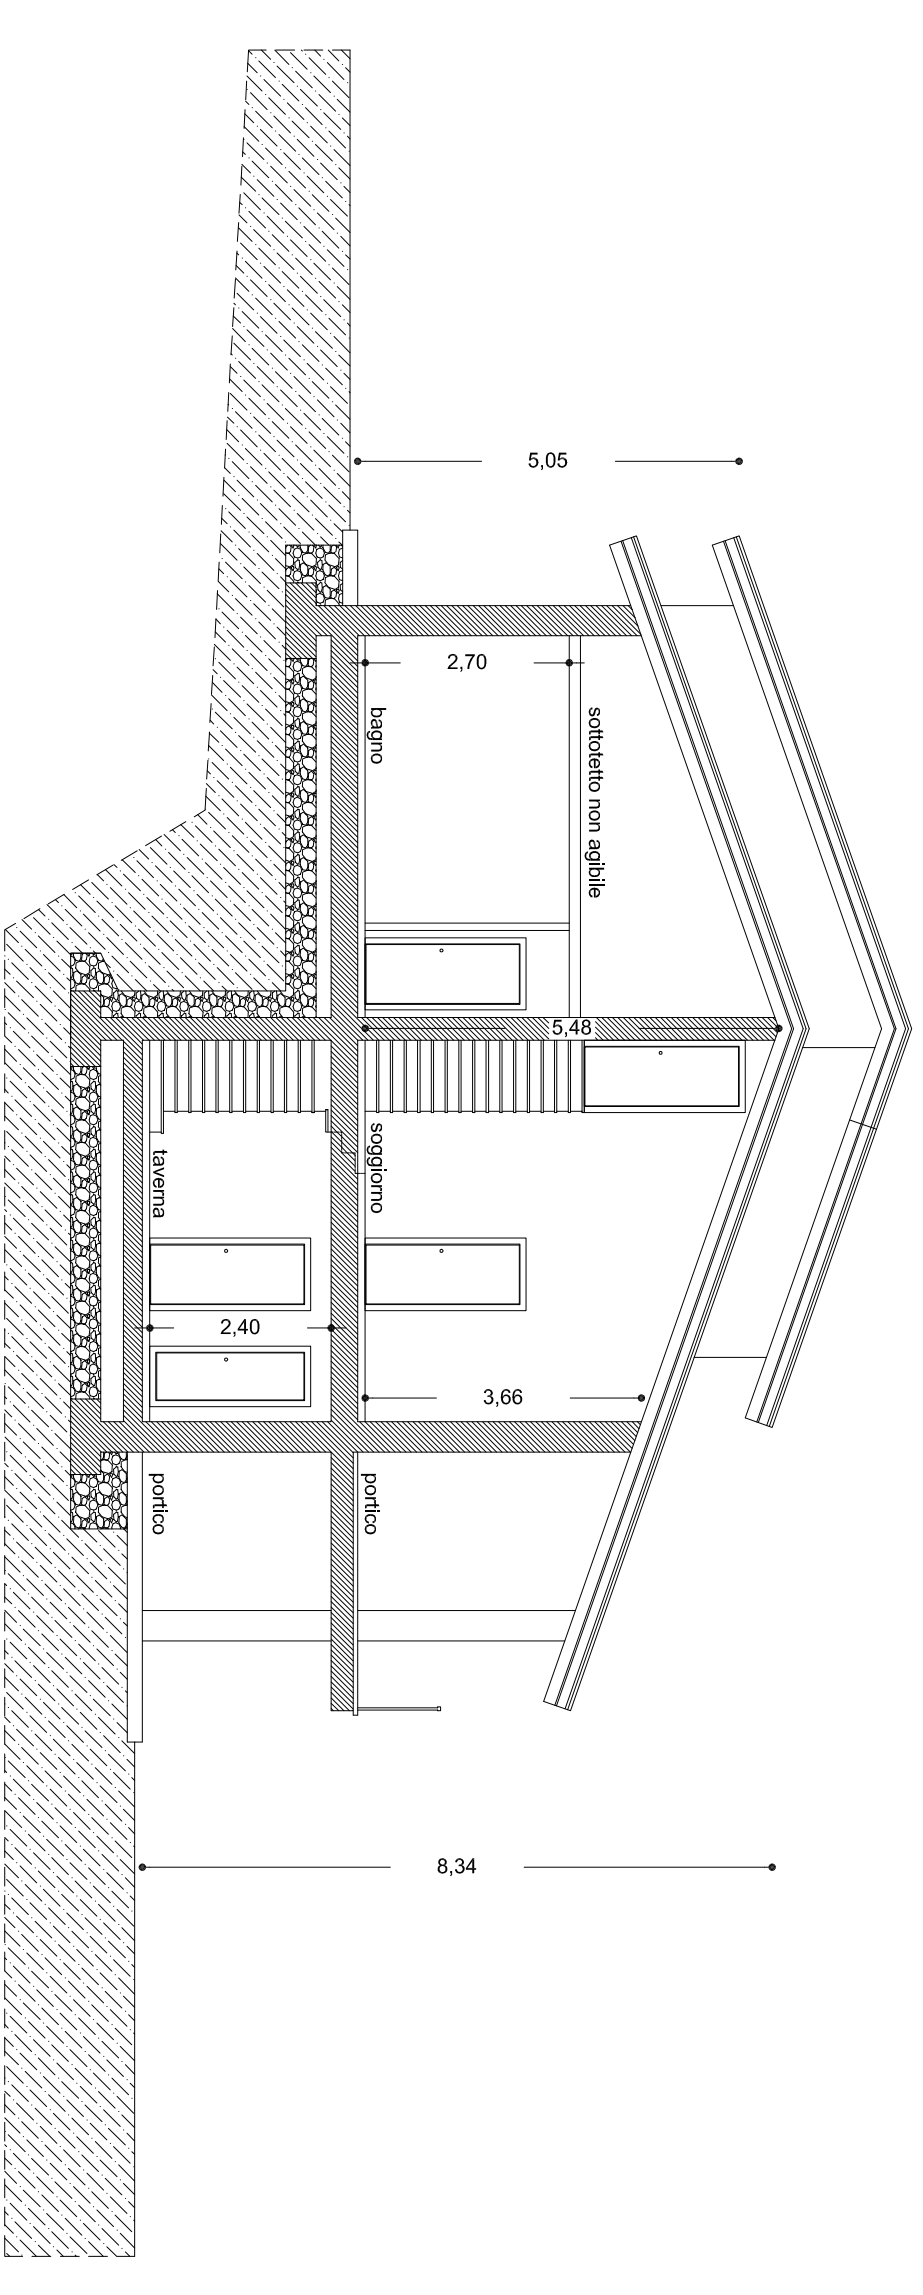 5,05
2,70
bagno
sottotetto non agibile
5,48
soggiorno
taverna
2,40
3,66
portico
portico
8,34